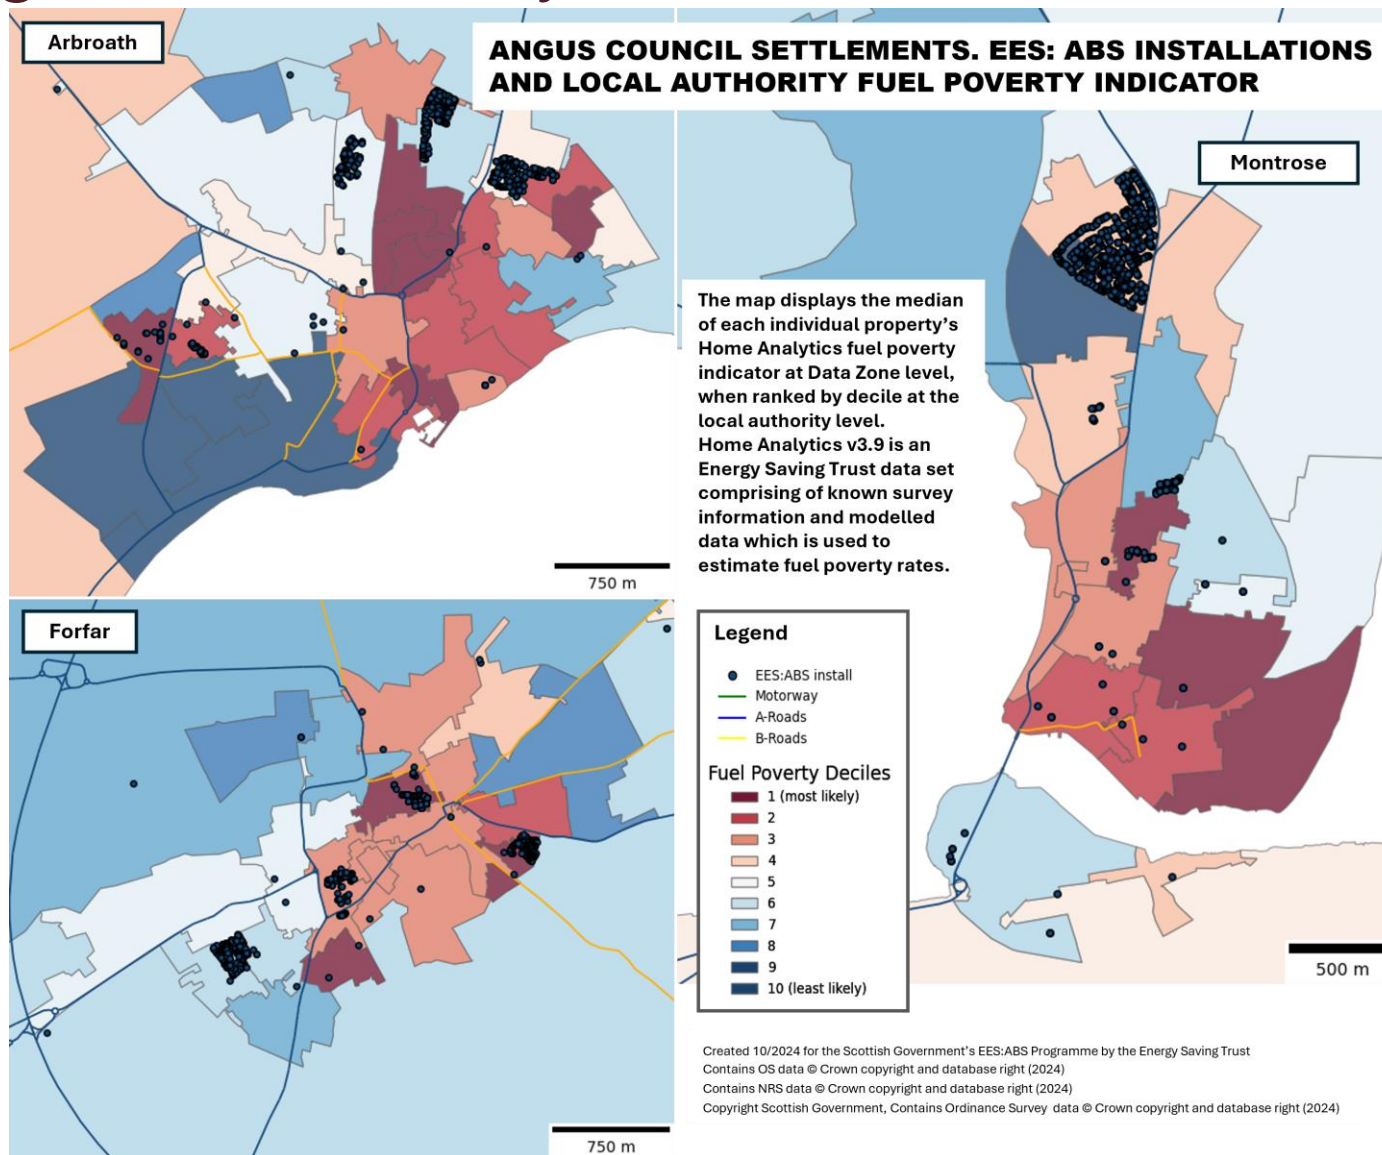 Arbroath
ANGUS COUNCIL SETTLEMENTS. EES: ABS INSTALLATIONS
AND LOCAL AUTHORITY FUEL POVERTY INDICATOR
Montrose
The map displays the median
of each individual property's
Home Analytics fuel poverty
indicator at Data Zone level,
when ranked by decile at the
local authority level.
Home Analytics v3.9 is an
Energy Saving Trust data set
comprising of known survey
information and modelled
data which is used to
estimate fuel poverty rates.
750 m
Forfar
Legend
EES:ABS install
Motorway
A-Roads
B-Roads
Fuel Poverty Deciles
1 (most likely)
2
3
4
5
6
7
8
9
10 (least likely)
500 m
750 m
Created 10/2024 for the Scottish Government's EES:ABS Programme by the Energy Saving Trust
Contains OS data © Crown copyright and database right (2024)
Contains NRS data © Crown copyright and database right (2024)
Copyright Scottish Government, Contains Ordinance Survey data © Crown copyright and database right (2024)